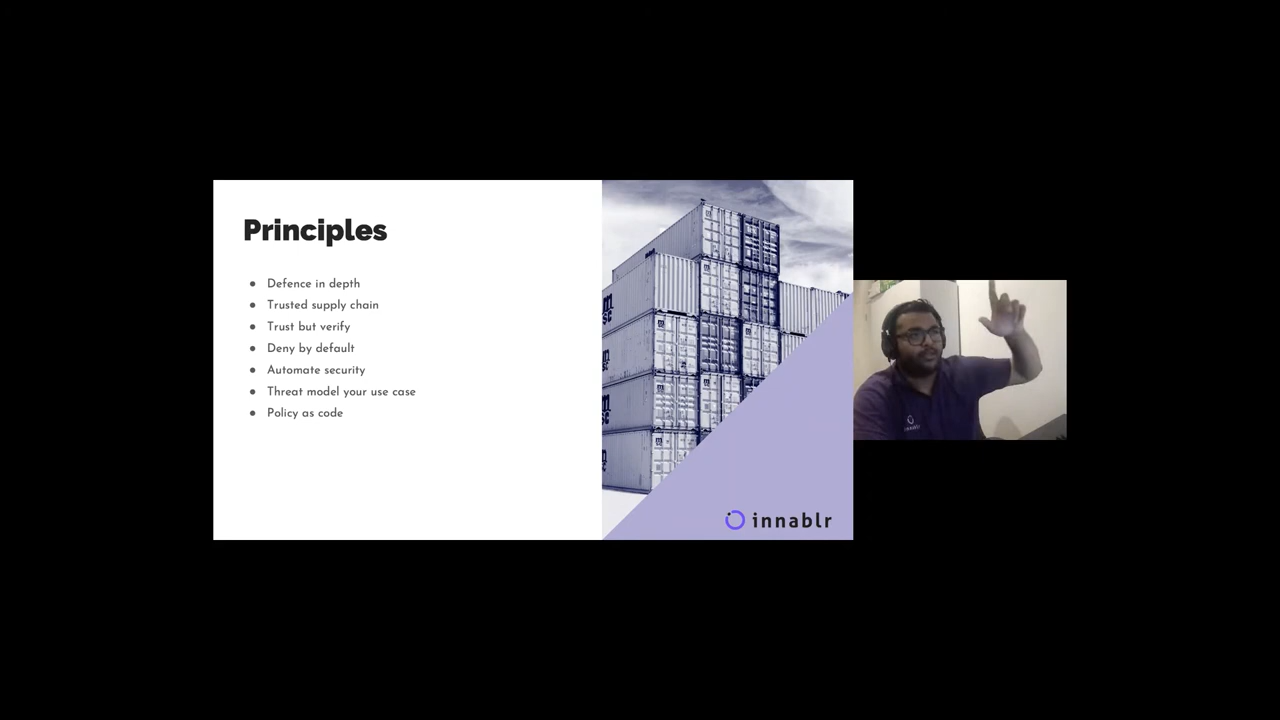 Principles
● Defence in depth
● Trusted supply chain
● Trust but verify
● Deny by default
● Automate security
● Threat model your use case
● Policy as code
m
sc
innablr